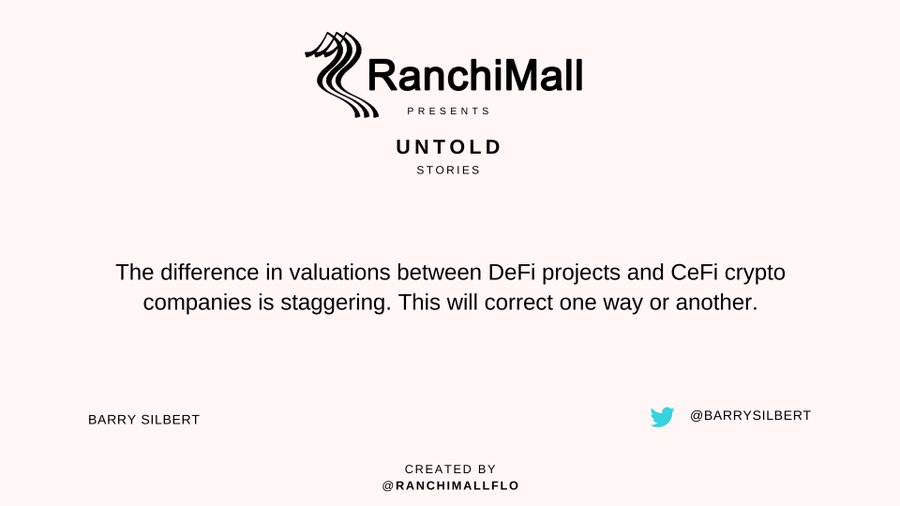 RanchiMall
PRESENTS
UNTOLD
STORIES
The difference in valuations between DeFi projects and CeFi crypto
companies is staggering. This will correct one way or another.
BARRY SILBERT
@BARRYSILBERT
CREATED BY
@RANCHIMALLFLO